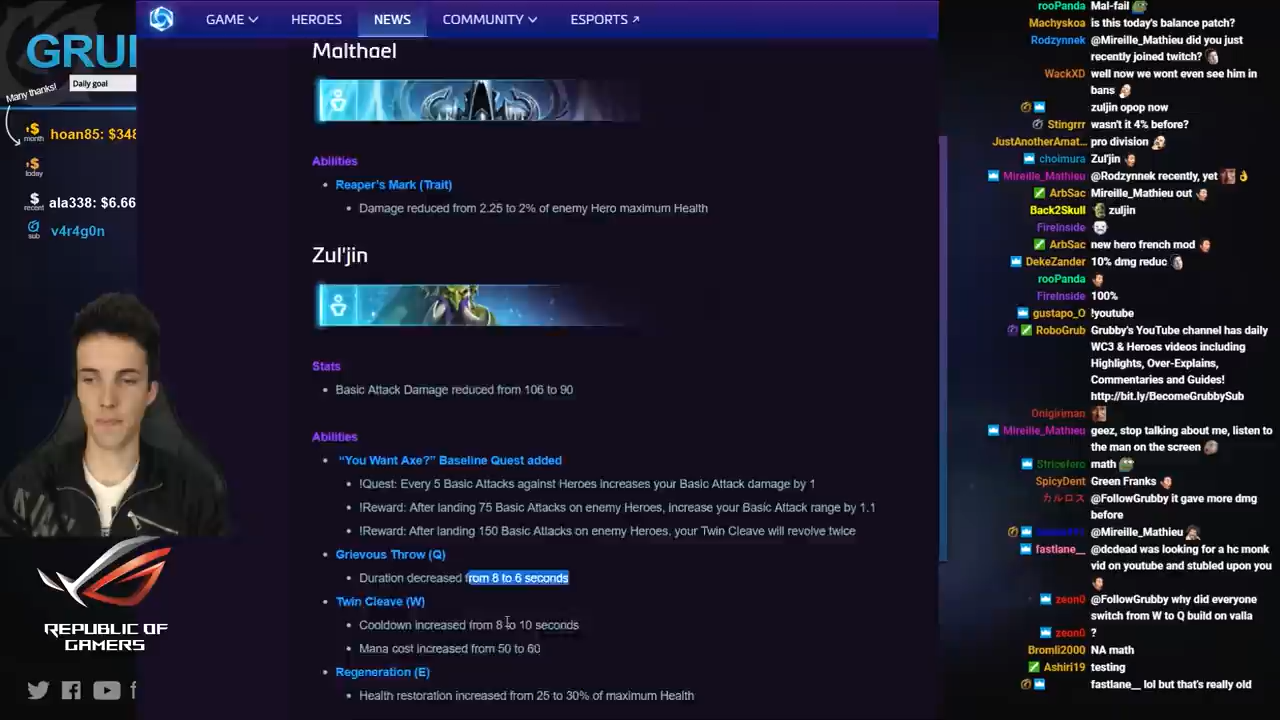 GAME
HEROES
NEWS
COMMUNITY
ESPORTS
GRU
Daily goal
Many thanks!
month
hoan85: $348
today
recent
ala338: $6.66
sub
v4r4g0n
Malthael
Abilities
Reaper's Mark (Trait)
Damage reduced from 2.25 to 2% of enemy Hero maximum Health
Zul'jin
Stats
Basic Attack Damage reduced from 106 to 90
Abilities
“You Want Axe?” Baseline Quest added
!Quest: Every 5 Basic Attacks against Heroes increases your Basic Attack damage by 1
!Reward: After landing 75 Basic Attacks on enemy Heroes, increase your Basic Attack range by 1.1
!Reward: After landing 150 Basic Attacks on enemy Heroes, your Twin Cleave will revolve twice
Grievous Throw (Q)
Duration decreased from 8 to 6 seconds
Twin Cleave (W)
Cooldown increased from 8 to 10 seconds
Mana cost increased from 50 to 60
Regeneration (E)
Health restoration increased from 25 to 30% of maximum Health
REPUBLIC OF
GAMERS
rooPanda Mal-fail
Machyskoa is this today's balance patch?
Rodzynnek @Mireille_Mathieu did you just
recently joined twitch?
WackXD well now we wont even see him in
bans
zuljin opop now
Stingrrr wasn't it 4% before?
JustAnotherAmat... pro division
choimura Zul'jin
Mireille_Mathieu @Rodzynnek recently, yet
ArbSac Mireille_Mathieu out
Back2Skull zuljin
FireInside
ArbSac new hero french mod
DekeZander 10% dmg reduc
rooPanda
FireInside 100%
gustapo_O !youtube
RoboGrub Grubby's YouTube channel has daily
WC3 & Heroes videos including
Highlights, Over-Explains,
Commentaries and Guides!
http://bit.ly/BecomeGrubbySub
Onigiriman
Mireille_Mathieu geez, stop talking about me, listen to
the man on the screen
Stricefero math
SpicyDent Green Franks
カルロス @FollowGrubby it gave more dmg
before
@Mireille_Mathieu
fastlane__ @dcdead was looking for a hc monk
vid on youtube and stubbed upon you
zeon0 @FollowGrubby why did everyone
switch from W to Q build on valla
zeon0 ?
Bromli2000 NA math
Ashiri19 testing
fastlane__ lol but that's really old